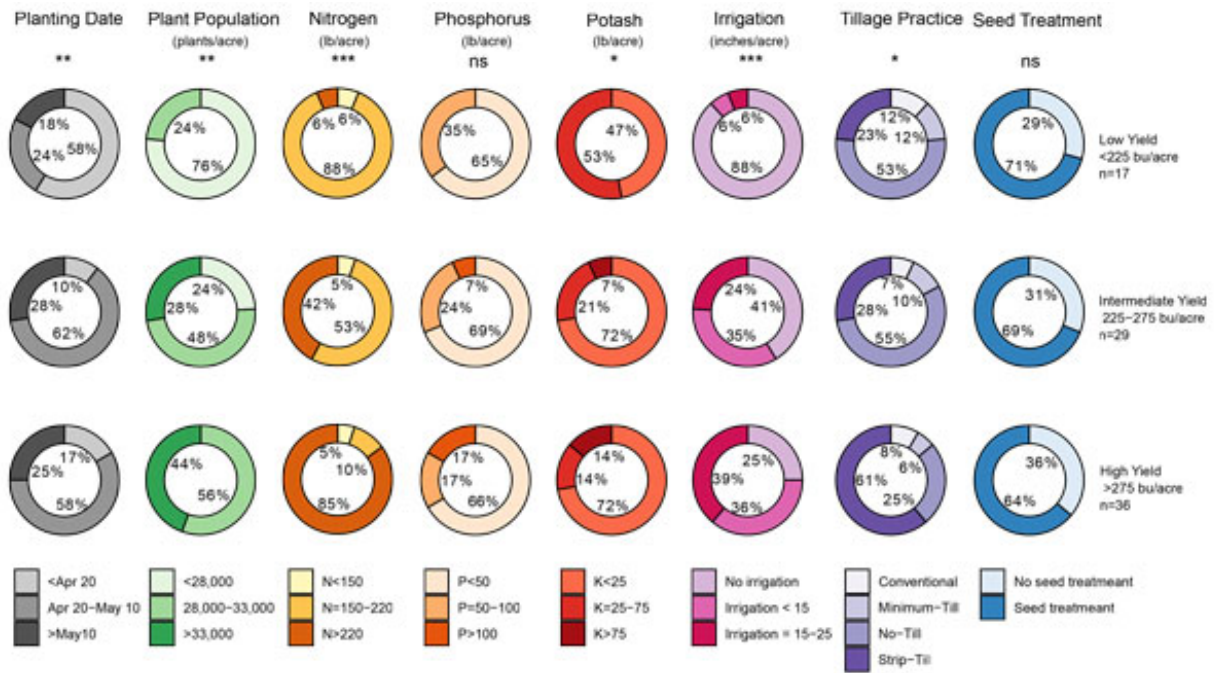 Planting Date Plant Population Nitrogen Phosphorus Potash Irrigation Tillage Practice Seed Treatment
(plants/acre) (lb/acre) (lb/acre) (lb/acre) (inches/acre)
** ** *** ns * *** * ns
18% 24% 58%
24% 76%
6% 6% 88%
35% 65%
47% 53%
6% 6% 88%
12% 12% 23% 53%
29% 71%
Low Yield
<225 bu/acre
n=17
10% 28% 62%
24% 28% 48%
5% 42% 53%
7% 24% 69%
7% 21% 72%
24% 41% 35%
7% 10% 28% 55%
31% 69%
Intermediate Yield
225-275 bu/acre
n=29
17% 25% 58%
44% 56%
5% 10% 85%
17% 17% 66%
14% 14% 72%
25% 39% 36%
8% 6% 61% 25%
36% 64%
High Yield
>275 bu/acre
n=36
<Apr 20 <28,000 N<150 P<50 K<25 No irrigation Conventional No seed treatmeant
Apr 20-May 10 28,000-33,000 N=150-220 P=50-100 K=25-75 Irrigation < 15 Minimum-Till Seed treatmeant
>May10 >33,000 N>220 P>100 K>75 Irrigation = 15-25 No-Till
Strip-Till